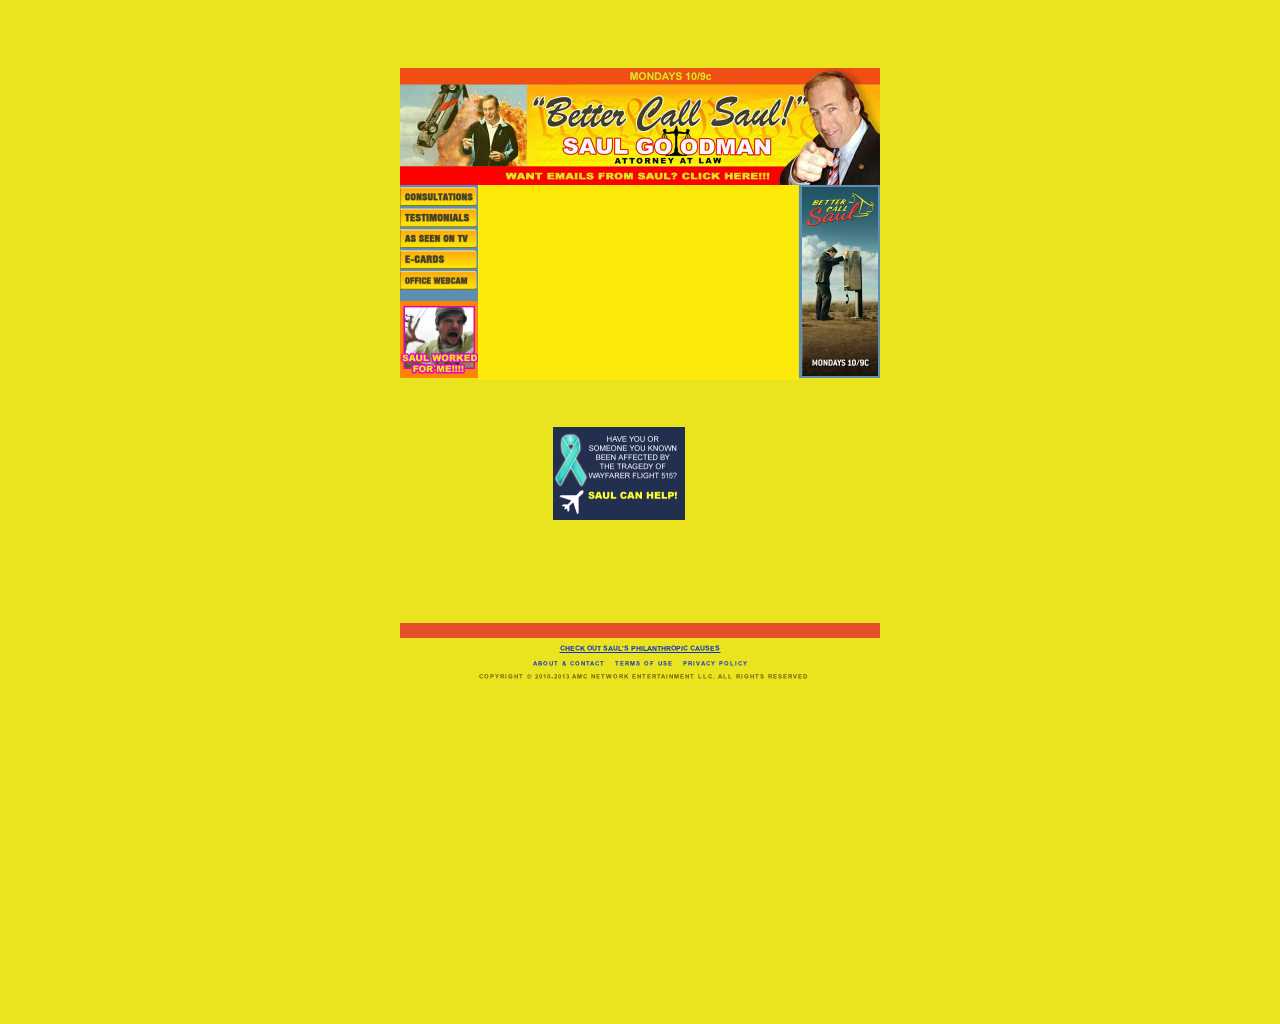 MONDAYS 10/9c
"Better Call Saul!"
SAUL GOODMAN
ATTORNEY AT LAW
WANT EMAILS FROM SAUL? CLICK HERE!!!
CONSULTATIONS
TESTIMONIALS
AS SEEN ON TV
E-CARDS
OFFICE WEBCAM
SAUL WORKED
FOR ME!!!!
BETTER
CALL
Saul
MONDAYS 10/9C
HAVE YOU OR
SOMEONE YOU KNOWN
BEEN AFFECTED BY
THE TRAGEDY OF
WAYFARER FLIGHT 515?
SAUL CAN HELP!
CHECK OUT SAUL'S PHILANTHROPIC CAUSES
ABOUT & CONTACT TERMS OF USE PRIVACY POLICY
COPYRIGHT © 2010-2013 AMC NETWORK ENTERTAINMENT LLC. ALL RIGHTS RESERVED